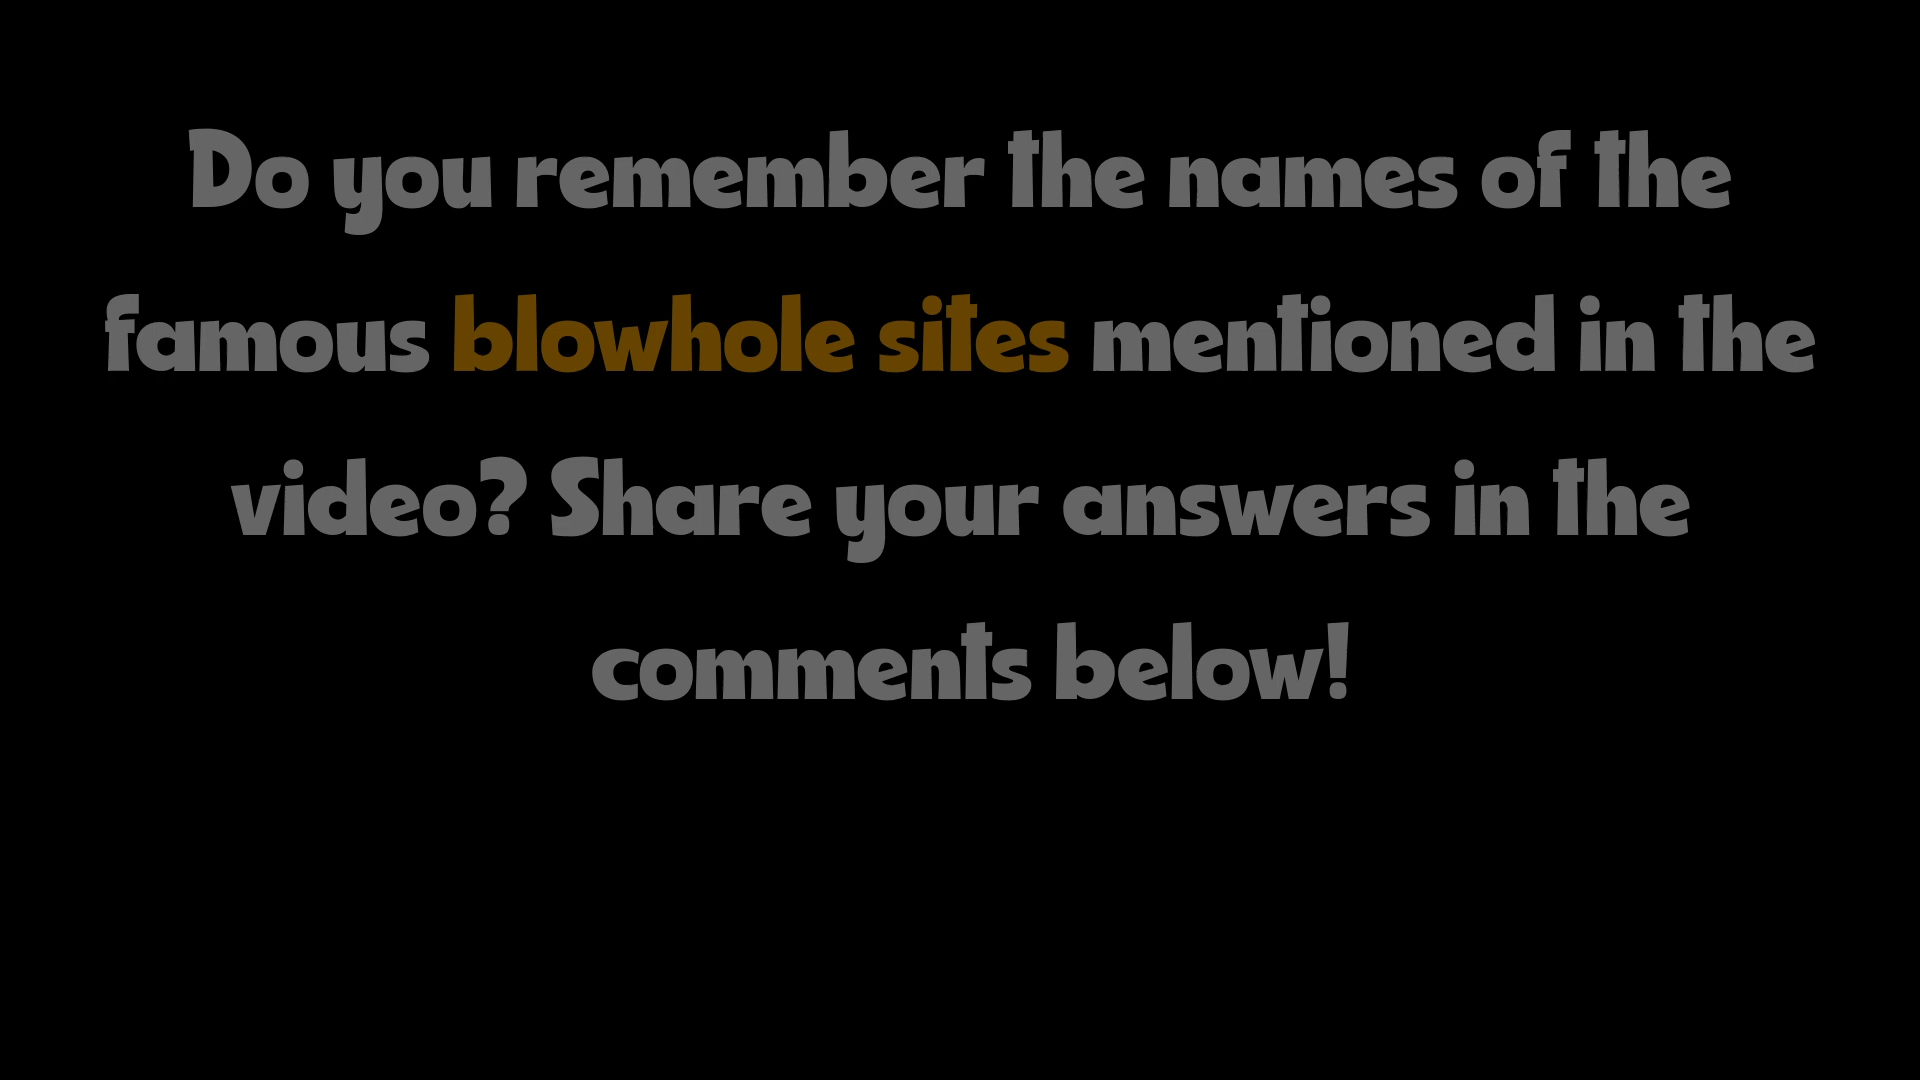 Do you remember the names of the
famous blowhole sites mentioned in the
video? Share your answers in the
comments below!